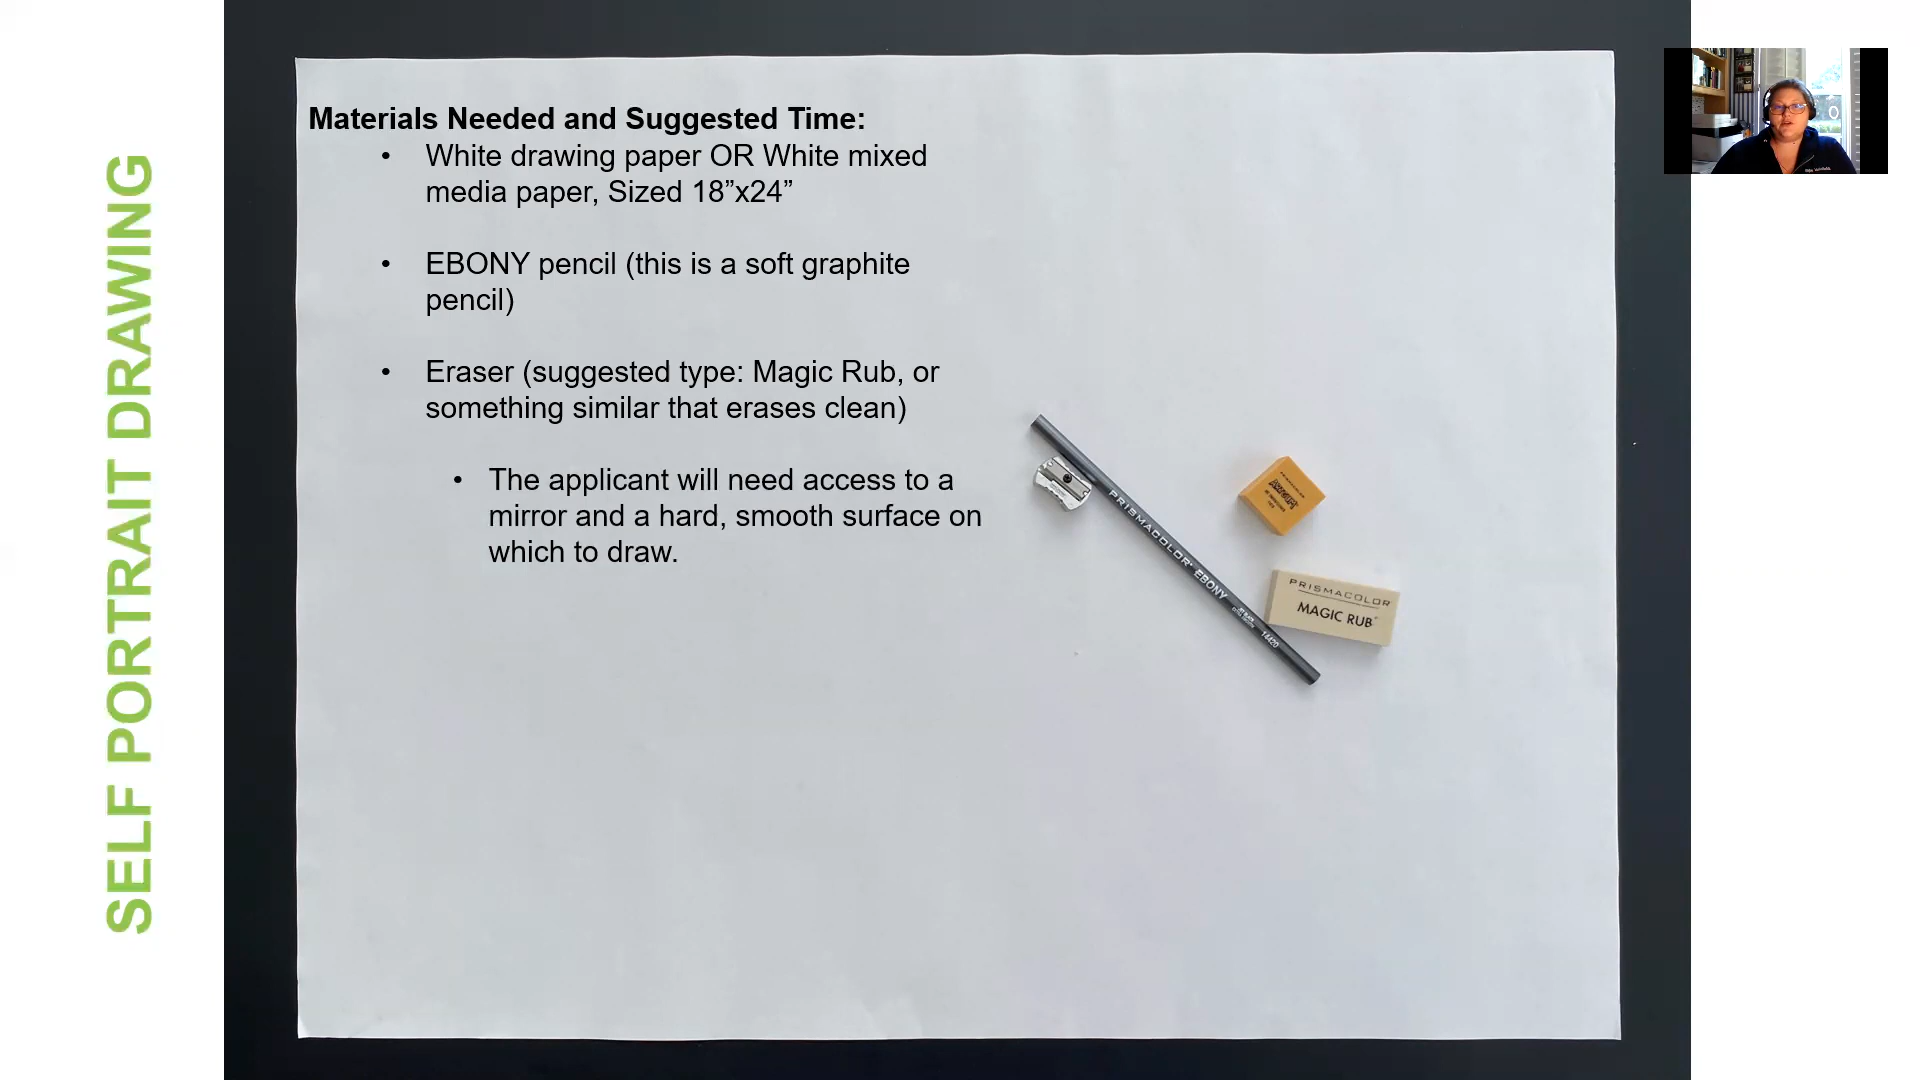 SELF PORTRAIT DRAWING
Materials Needed and Suggested Time:
• White drawing paper OR White mixed
media paper, Sized 18”x24”
• EBONY pencil (this is a soft graphite
pencil)
• Eraser (suggested type: Magic Rub, or
something similar that erases clean)
• The applicant will need access to a
mirror and a hard, smooth surface on
which to draw.
PRISMACOLOR EBONY
14420
PRISMACOLOR
ARTGUM
PRISMACOLOR
MAGIC RUB